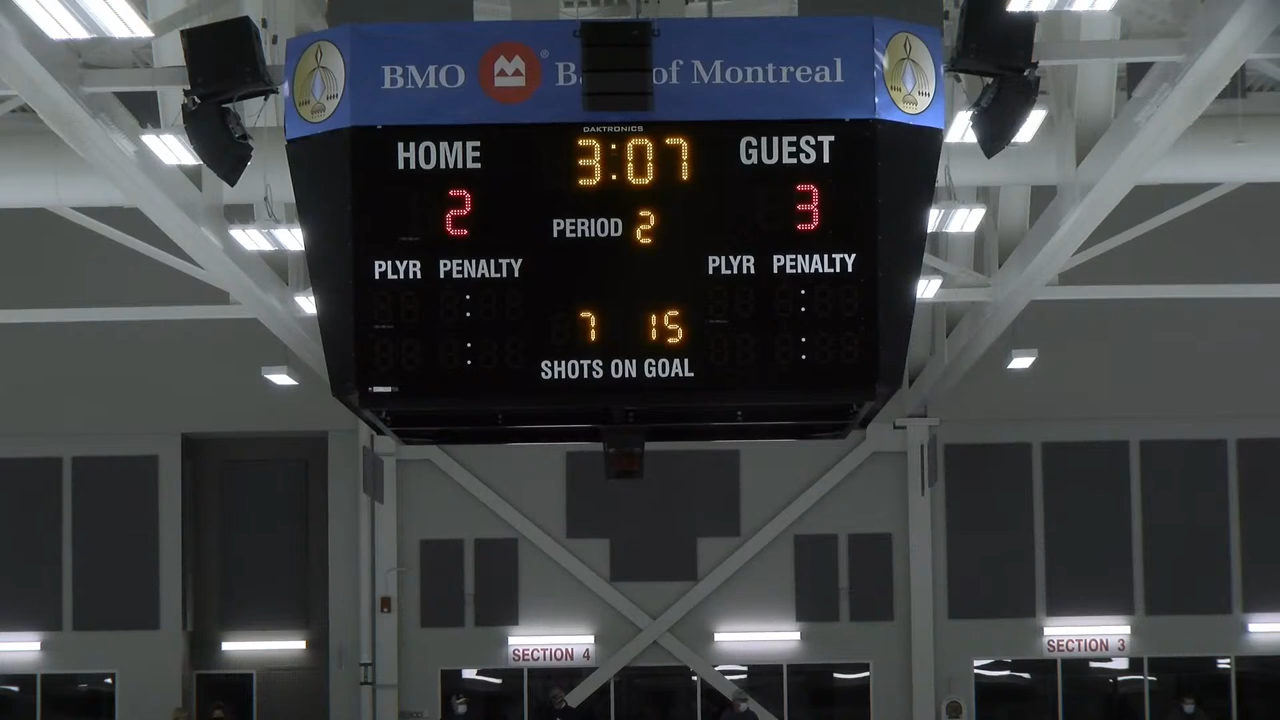 BMO ® B of Montreal
DAKTRONICS
HOME 3:07 GUEST
2 PERIOD 2 3
PLYR PENALTY PLYR PENALTY
: :
7 15
: :
SHOTS ON GOAL
SECTION 4
SECTION 3